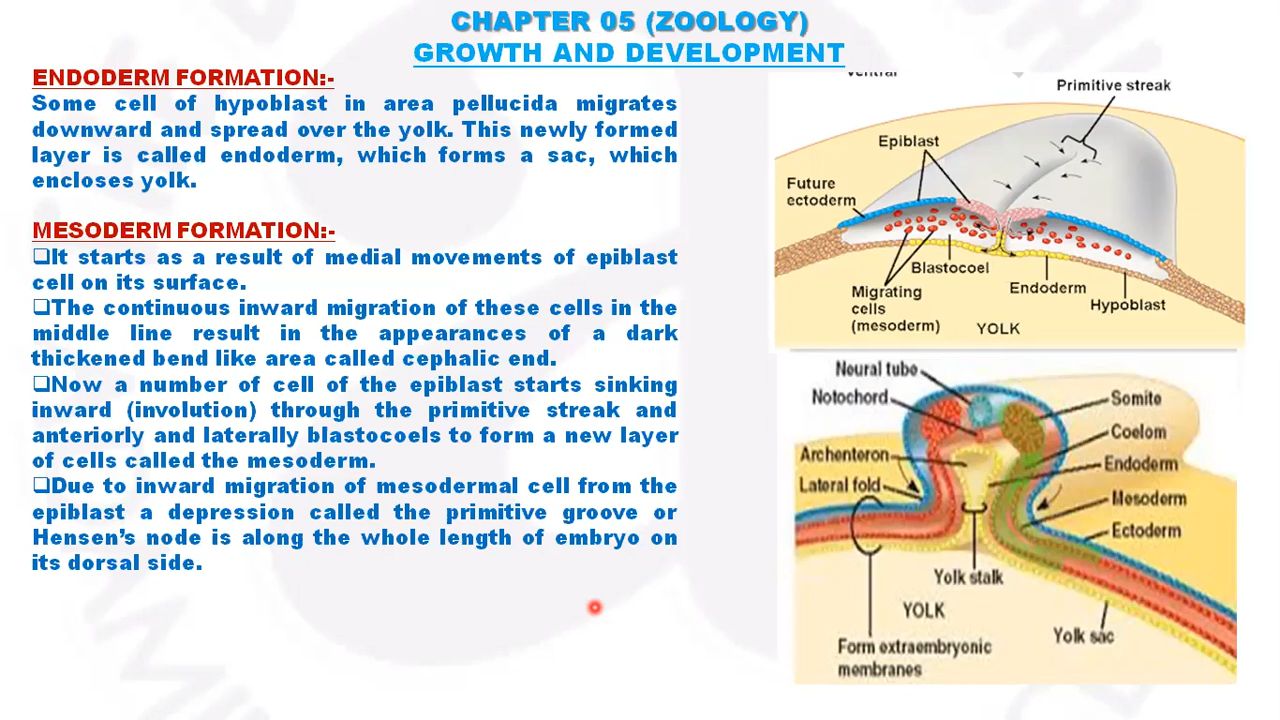 CHAPTER 05 (ZOOLOGY)
GROWTH AND DEVELOPMENT
ENDODERM FORMATION:-
Some cell of hypoblast in area pellucida migrates
downward and spread over the yolk. This newly formed
layer is called endoderm, which forms a sac, which
encloses yolk.
MESODERM FORMATION:-
❑It starts as a result of medial movements of epiblast
cell on its surface.
❑The continuous inward migration of these cells in the
middle line result in the appearances of a dark
thickened bend like area called cephalic end.
❑Now a number of cell of the epiblast starts sinking
inward (involution) through the primitive streak and
anteriorly and laterally blastocoels to form a new layer
of cells called the mesoderm.
❑Due to inward migration of mesodermal cell from the
epiblast a depression called the primitive groove or
Hensen's node is along the whole length of embryo on
its dorsal side.
Ventral
Primitive streak
Epiblast
Future
ectoderm
Blastocoel
Endoderm
Migrating
cells
(mesoderm)
Hypoblast
YOLK
Neural tube
Notochord
Somite
Coelom
Archenteron
Endoderm
Lateral fold
Mesoderm
Ectoderm
Yolk stalk
YOLK
Yolk sac
Form extraembryonic
membranes